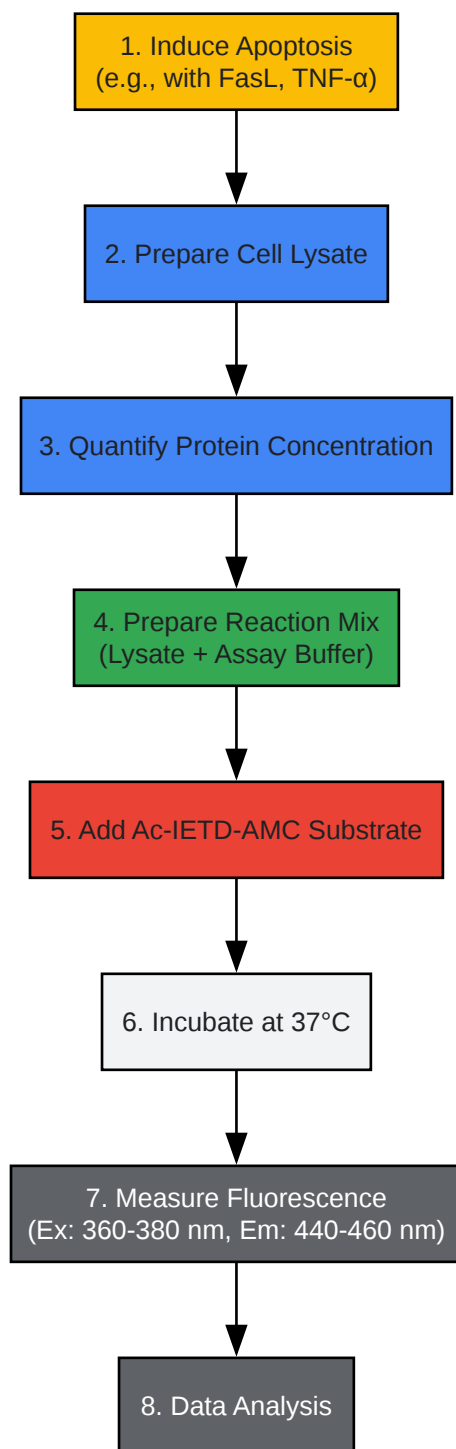 1. Induce Apoptosis
(e.g., with FasL, TNF-α)
2. Prepare Cell Lysate
3. Quantify Protein Concentration
4. Prepare Reaction Mix
(Lysate + Assay Buffer)
5. Add Ac-IETD-AMC Substrate
6. Incubate at 37°C
7. Measure Fluorescence
(Ex: 360-380 nm, Em: 440-460 nm)
8. Data Analysis